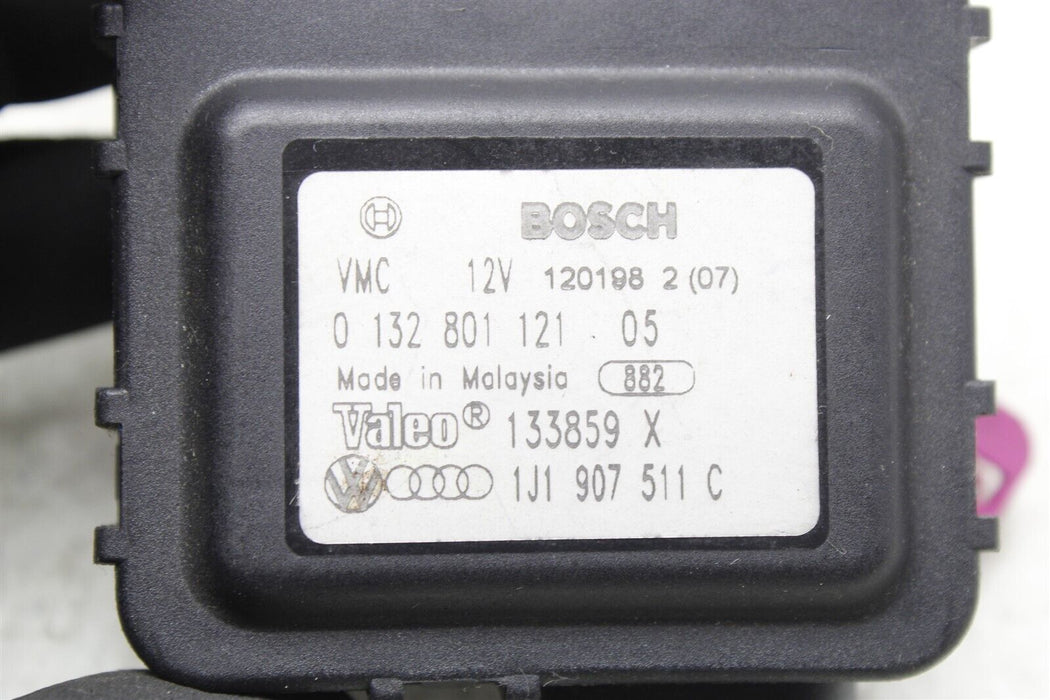 BOSCH
VMC 12V 120198 2 (07)
0 132 801 121 05
Made in Malaysia 882
Valeo® 133859 X
VW 1J1 907 511 C